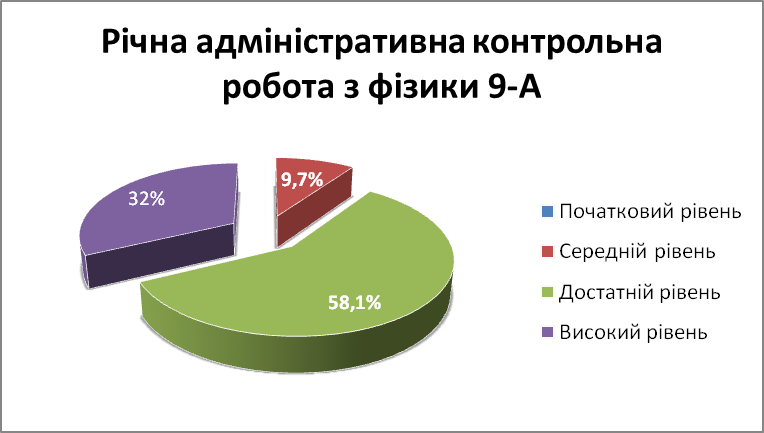 Річна адміністративна контрольна
робота з фізики 9-А
9,7%
32%
58,1%
Початковий рівень
Середній рівень
Достатній рівень
Високий рівень